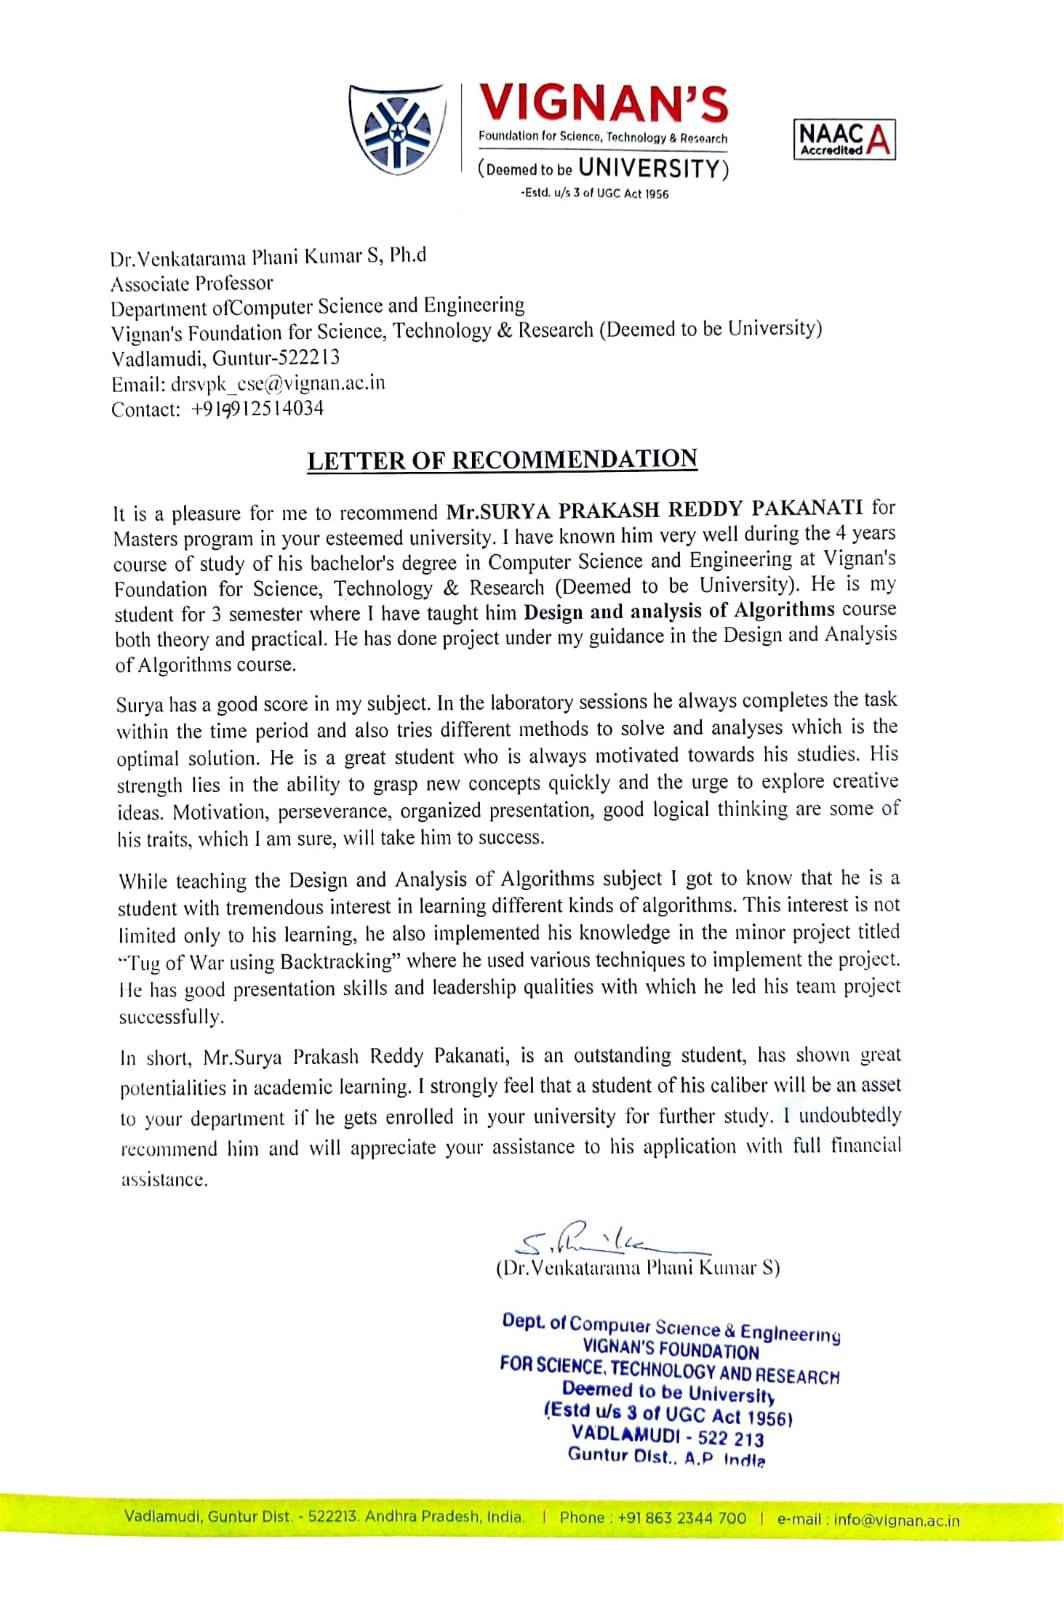 VIGNAN'S
Foundation for Science, Technology & Research
(Deemed to be UNIVERSITY)
-Estd. u/s 3 of UGC Act 1956
NAAC A
Accredited
Dr.Venkatarama Phani Kumar S, Ph.d
Associate Professor
Department ofComputer Science and Engineering
Vignan's Foundation for Science, Technology & Research (Deemed to be University)
Vadlamudi, Guntur-522213
Email: drsvpk_cse@vignan.ac.in
Contact: +919912514034
LETTER OF RECOMMENDATION
It is a pleasure for me to recommend Mr.SURYA PRAKASH REDDY PAKANATI for
Masters program in your esteemed university. I have known him very well during the 4 years
course of study of his bachelor's degree in Computer Science and Engineering at Vignan's
Foundation for Science, Technology & Research (Deemed to be University). He is my
student for 3 semester where I have taught him Design and analysis of Algorithms course
both theory and practical. He has done project under my guidance in the Design and Analysis
of Algorithms course.
Surya has a good score in my subject. In the laboratory sessions he always completes the task
within the time period and also tries different methods to solve and analyses which is the
optimal solution. He is a great student who is always motivated towards his studies. His
strength lies in the ability to grasp new concepts quickly and the urge to explore creative
ideas. Motivation, perseverance, organized presentation, good logical thinking are some of
his traits, which I am sure, will take him to success.
While teaching the Design and Analysis of Algorithms subject I got to know that he is a
student with tremendous interest in learning different kinds of algorithms. This interest is not
limited only to his learning, he also implemented his knowledge in the minor project titled
“Tug of War using Backtracking” where he used various techniques to implement the project.
He has good presentation skills and leadership qualities with which he led his team project
successfully.
In short, Mr.Surya Prakash Reddy Pakanati, is an outstanding student, has shown great
potentialities in academic learning. I strongly feel that a student of his caliber will be an asset
to your department if he gets enrolled in your university for further study. I undoubtedly
recommend him and will appreciate your assistance to his application with full financial
assistance.
(Dr.Venkatarama Phani Kumar S)
Dept. of Computer Science & Engineering
VIGNAN'S FOUNDATION
FOR SCIENCE, TECHNOLOGY AND RESEARCH
Deemed to be University
(Estd u/s 3 of UGC Act 1956)
VADLAMUDI - 522 213
Guntur Dist., A.P India
Vadlamudi, Guntur Dist. - 522213. Andhra Pradesh, India. | Phone : +91 863 2344 700 | e-mail : info@vignan.ac.in